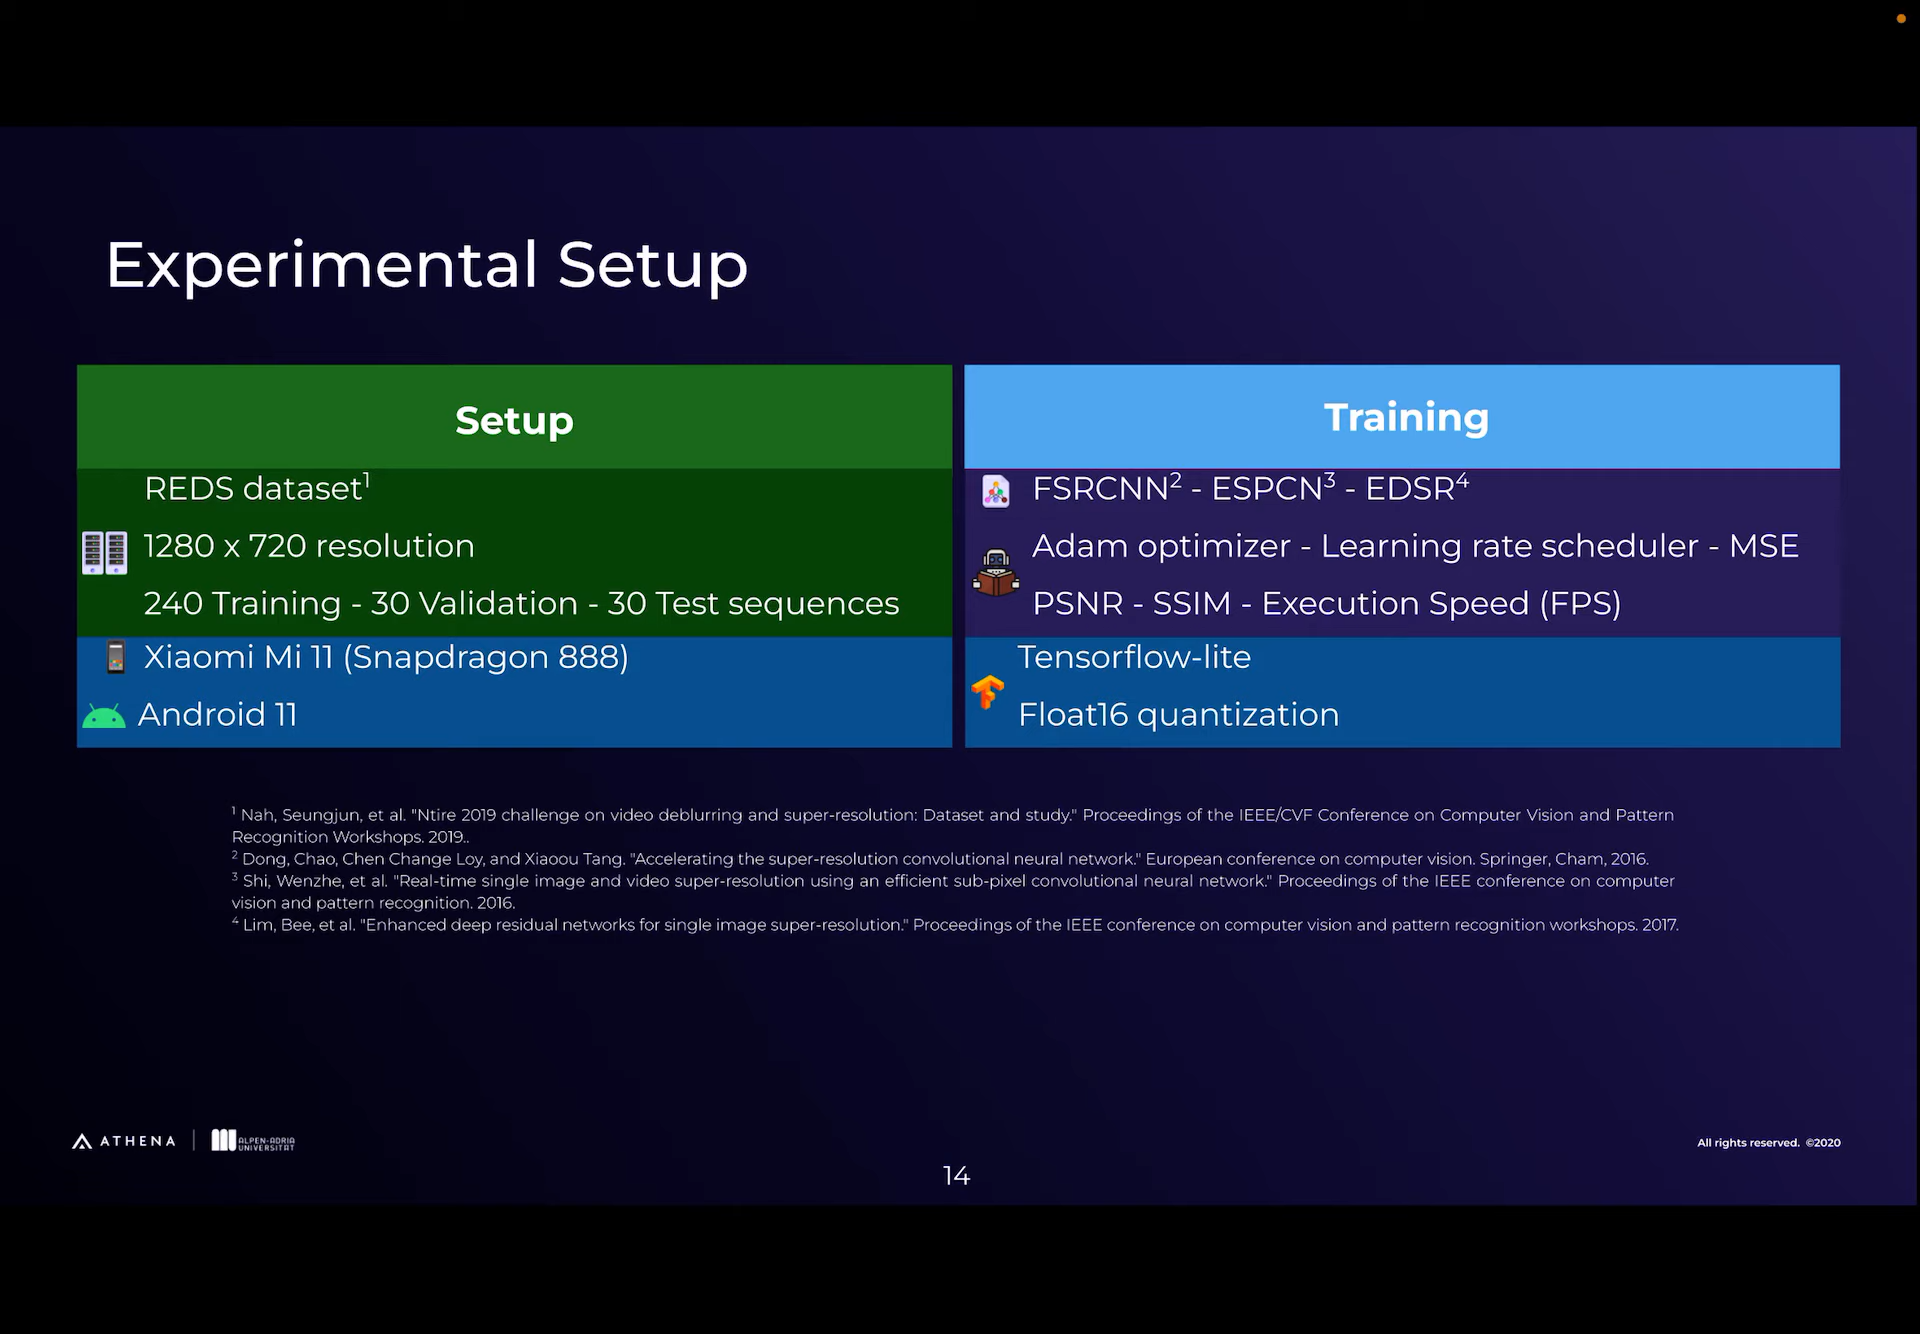 Experimental Setup
Setup
REDS dataset¹
1280 x 720 resolution
240 Training - 30 Validation - 30 Test sequences
Xiaomi Mi 11 (Snapdragon 888)
Android 11
Training
FSRCNN² - ESPCN³ - EDSR⁴
Adam optimizer - Learning rate scheduler - MSE
PSNR - SSIM - Execution Speed (FPS)
Tensorflow-lite
Float16 quantization
¹ Nah, Seungjun, et al. "Ntire 2019 challenge on video deblurring and super-resolution: Dataset and study." Proceedings of the IEEE/CVF Conference on Computer Vision and Pattern
Recognition Workshops. 2019..
² Dong, Chao, Chen Change Loy, and Xiaoou Tang. "Accelerating the super-resolution convolutional neural network." European conference on computer vision. Springer, Cham, 2016.
³ Shi, Wenzhe, et al. "Real-time single image and video super-resolution using an efficient sub-pixel convolutional neural network." Proceedings of the IEEE conference on computer
vision and pattern recognition. 2016.
⁴ Lim, Bee, et al. "Enhanced deep residual networks for single image super-resolution." Proceedings of the IEEE conference on computer vision and pattern recognition workshops. 2017.
ATHENA
ALPEN-ADRIA
UNIVERSITÄT
All rights reserved. ©2020
14